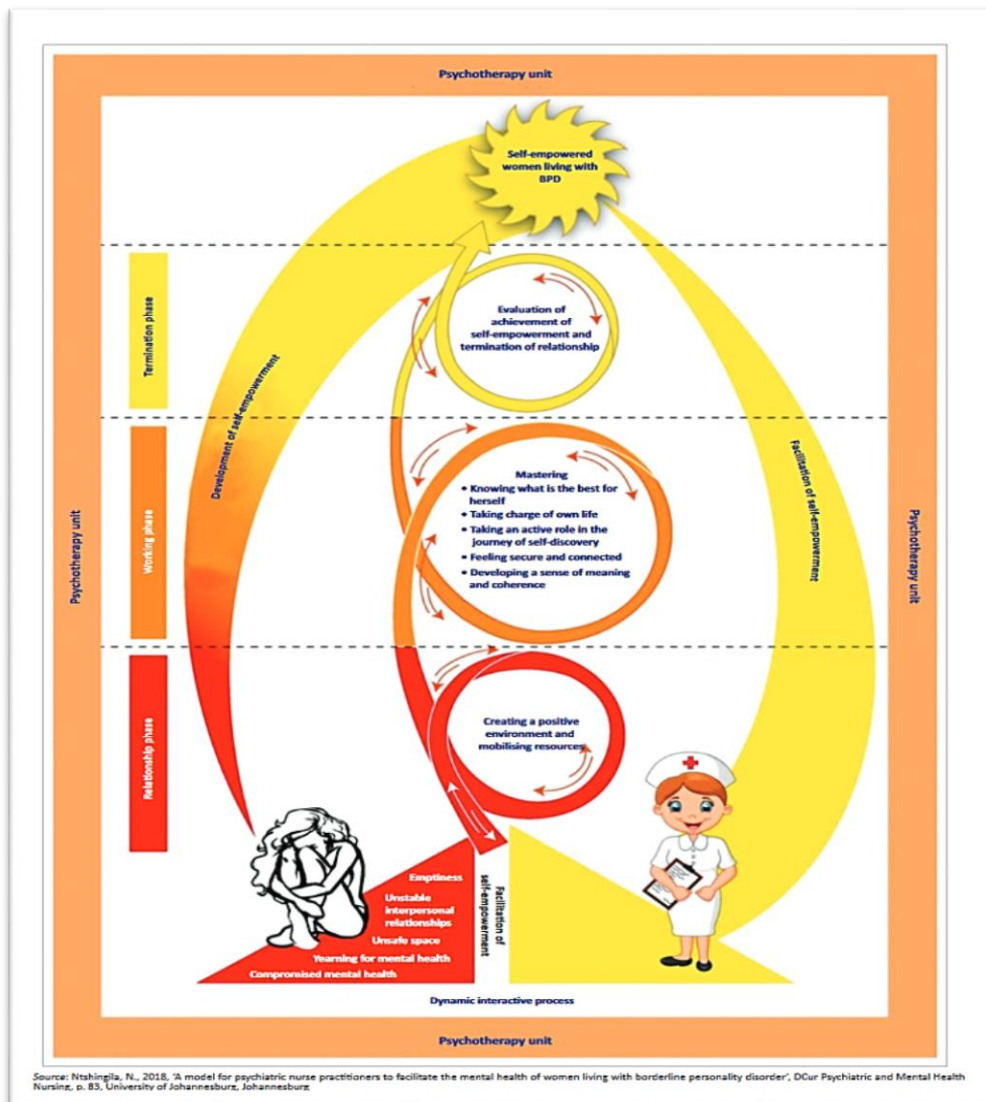 Psychotherapy unit
Self-empowered
women living with
BPD
Termination phase
Evaluation of
achievement of
self-empowerment and
termination of relationship
Development of self-empowerment
Working phase
Mastering
• Knowing what is the best for
herself
• Taking charge of own life
• Taking an active role in the
journey of self-discovery
• Feeling secure and connected
• Developing a sense of meaning
and coherence
Facilitation of self-empowerment
Psychotherapy unit
Psychotherapy unit
Relationship phase
Creating a positive
environment and
mobilising resources
Emptiness
Unstable
interpersonal
relationships
Unsafe space
Yearning for mental health
Compromised mental health
Facilitation of
self-empowerment
Dynamic interactive process
Psychotherapy unit
Source: Ntshingila, N., 2018, 'A model for psychiatric nurse practitioners to facilitate the mental health of women living with borderline personality disorder', DCur Psychiatric and Mental Health
Nursing, p. 83, University of Johannesburg, Johannesburg